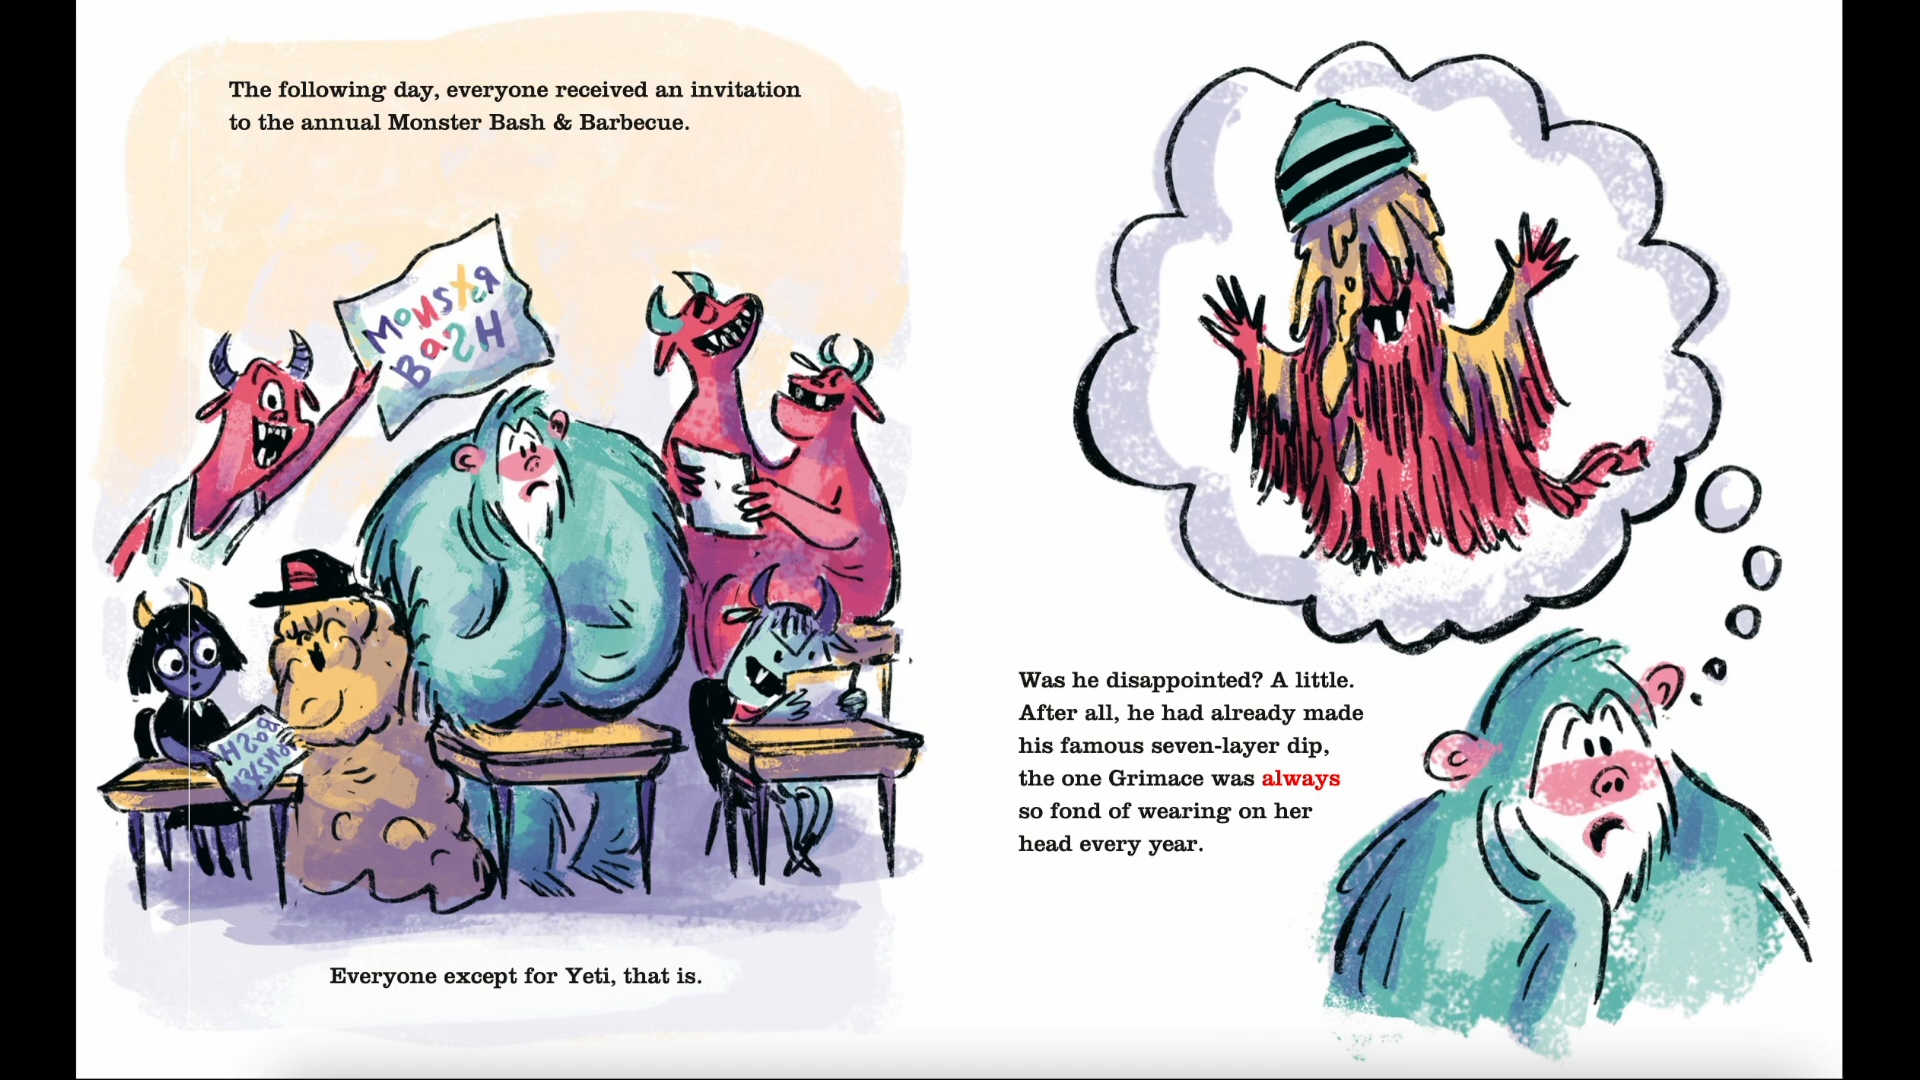 The following day, everyone received an invitation
to the annual Monster Bash & Barbecue.
MONSTER
BASH
MONSTER
BASH
Everyone except for Yeti, that is.
Was he disappointed? A little.
After all, he had already made
his famous seven-layer dip,
the one Grimace was always
so fond of wearing on her
head every year.